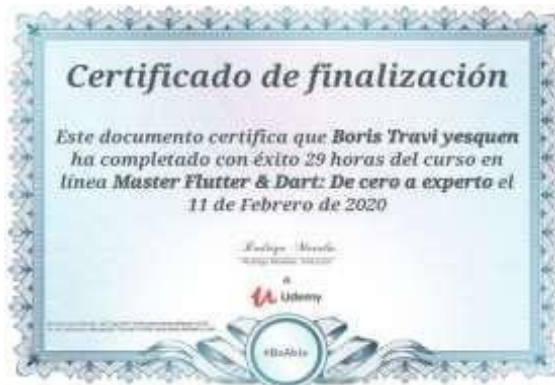 Certificado de finalización
Este documento certifica que Boris Travi yesquen
ha completado con éxito 29 horas del curso en
línea Master Flutter & Dart: De cero a experto el
11 de Febrero de 2020
&
Udemy
#BeAble